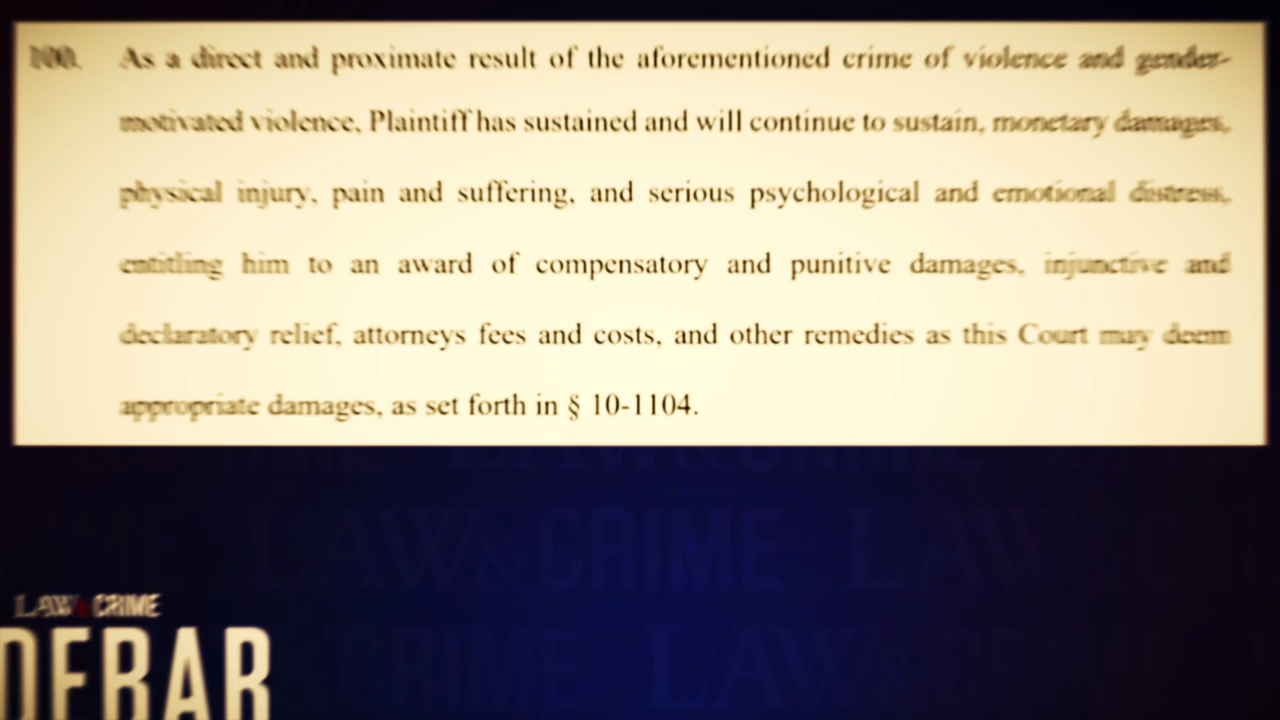 100. As a direct and proximate result of the aforementioned crime of violence and gender-
motivated violence, Plaintiff has sustained and will continue to sustain, monetary damages,
physical injury, pain and suffering, and serious psychological and emotional distress,
entitling him to an award of compensatory and punitive damages, injunctive and
declaratory relief, attorneys fees and costs, and other remedies as this Court may deem
appropriate damages, as set forth in § 10-1104.
CRIME LAW&CRIME LAW&CRI
LAW&CRIME
& CRIME LAW&CRIME
DEBAR